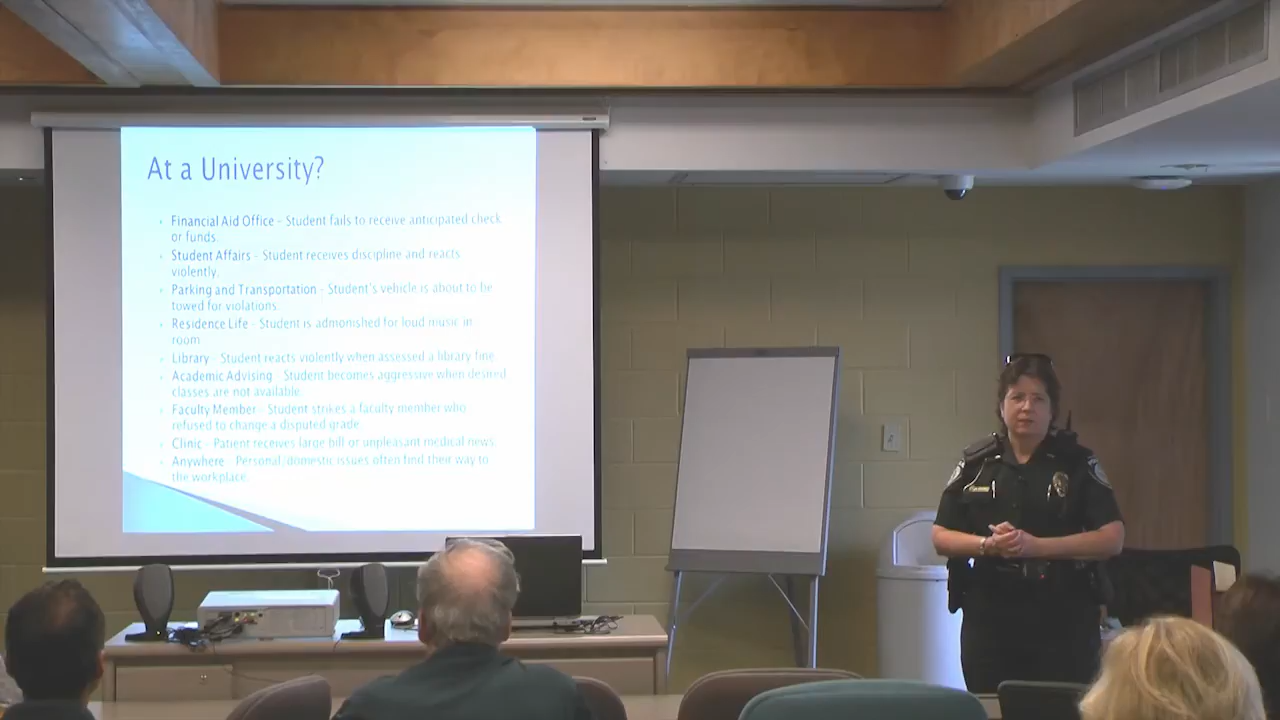 At a University?
Financial Aid Office - Student fails to receive anticipated check
or funds.
Student Affairs - Student receives discipline and reacts
violently.
Parking and Transportation - Student's vehicle is about to be
towed for violations.
Residence Life - Student is admonished for loud music in
room.
Library - Student reacts violently when assessed a library fine.
Academic Advising - Student becomes aggressive when desired
classes are not available.
Faculty Member - Student strikes a faculty member who
refused to change a disputed grade.
Clinic - Patient receives large bill or unpleasant medical news.
Anywhere - Personal/domestic issues often find their way to
the workplace.